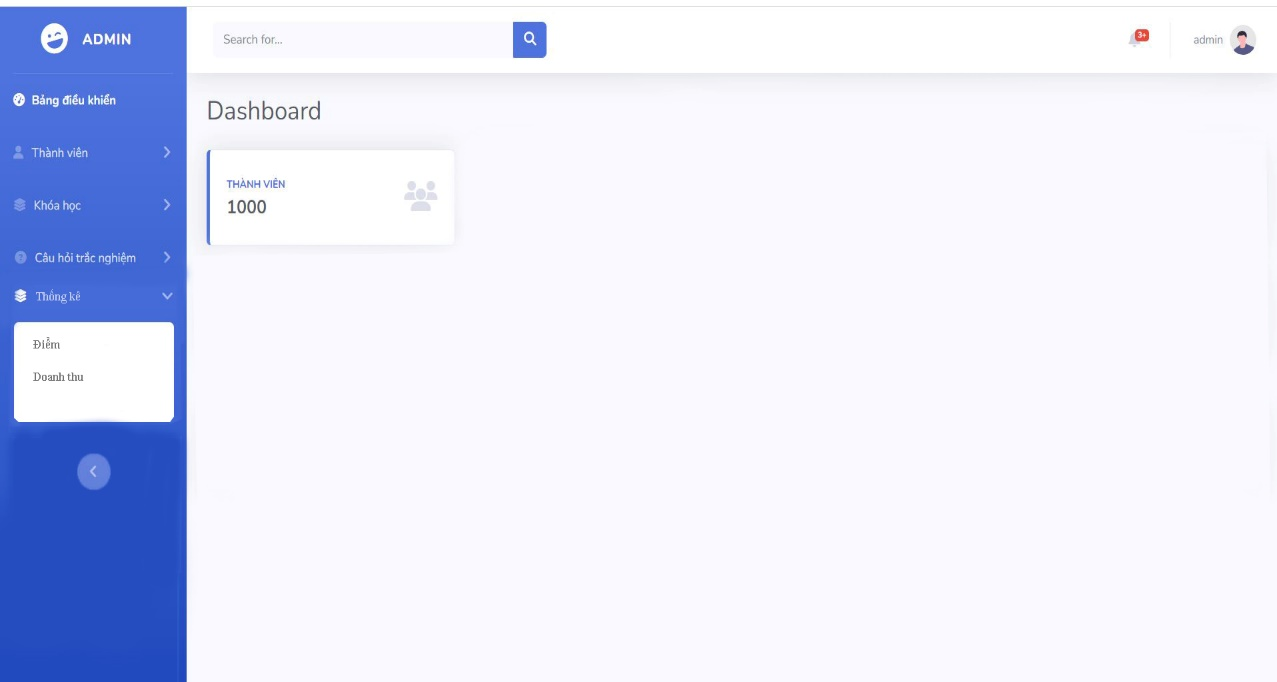 ADMIN
Search for...
3+
admin
Bảng điều khiển
Thành viên
Khóa học
Câu hỏi trắc nghiệm
Thống kê
Điểm
Doanh thu
Dashboard
THÀNH VIÊN
1000